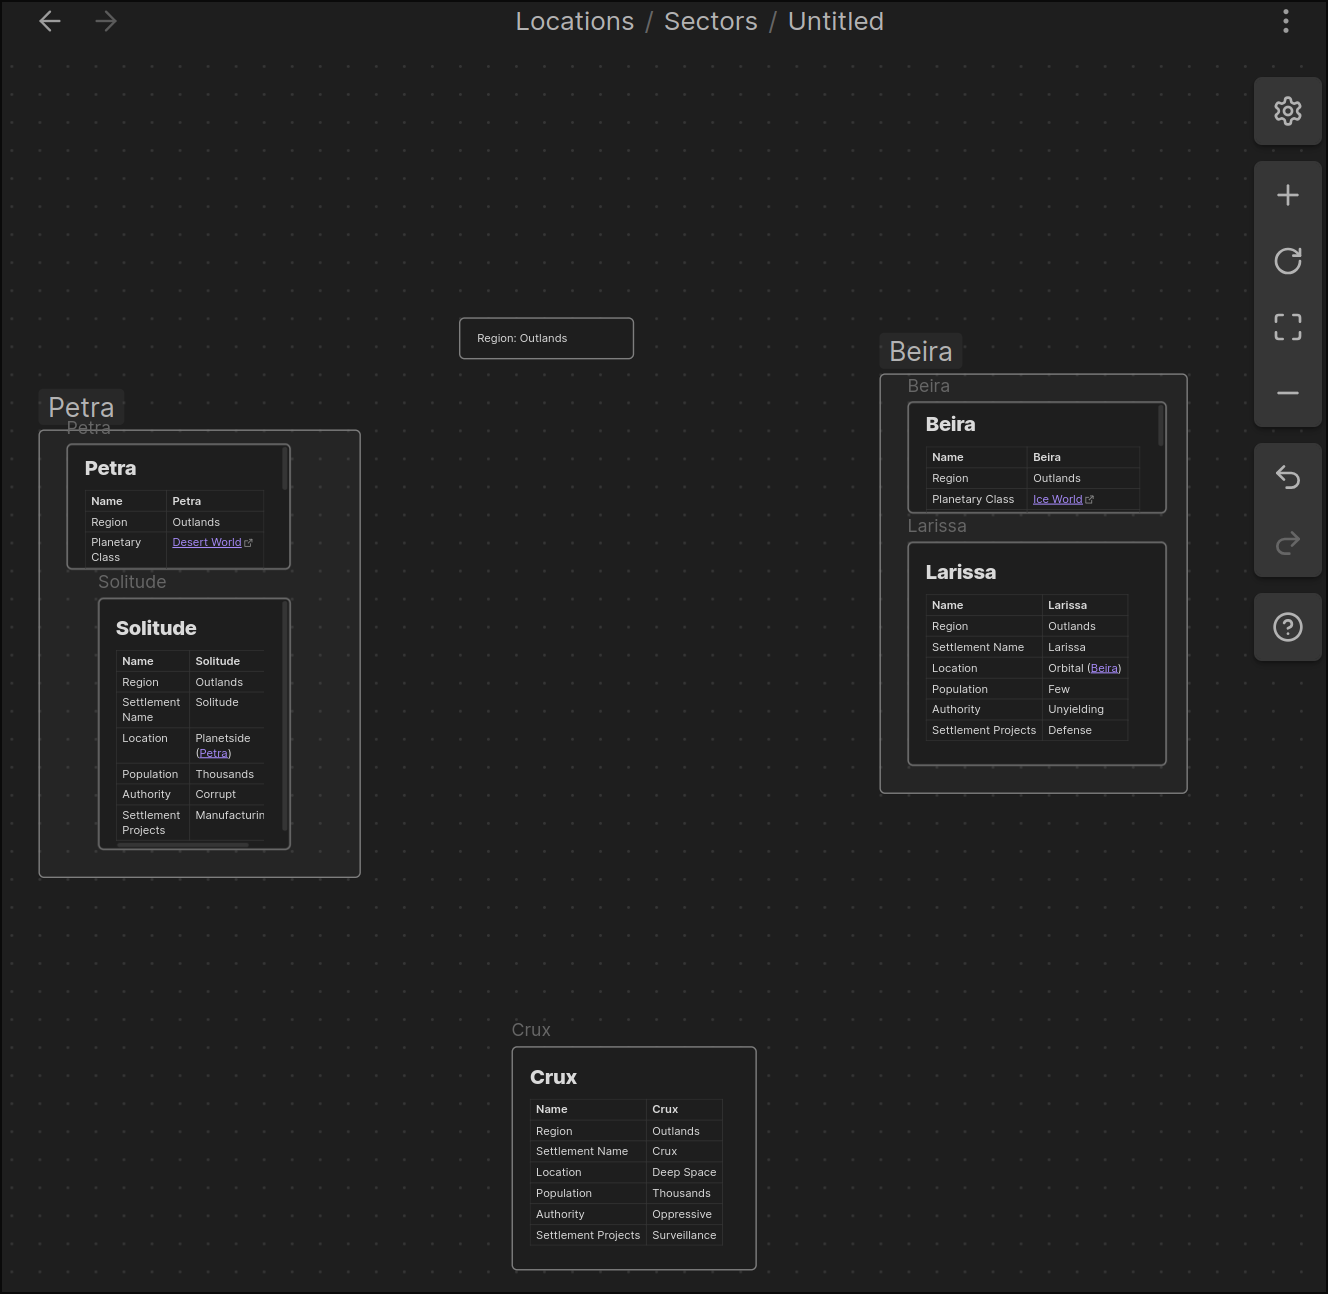 Locations / Sectors / Untitled
Region: Outlands
Petra
Petra
Petra
Name Petra
Region Outlands
Planetary Class Desert World
Solitude
Solitude
Name Solitude
Region Outlands
Settlement Name Solitude
Location Planetside (Petra)
Population Thousands
Authority Corrupt
Settlement Projects Manufacturin
Beira
Beira
Beira
Name Beira
Region Outlands
Planetary Class Ice World
Larissa
Larissa
Name Larissa
Region Outlands
Settlement Name Larissa
Location Orbital (Beira)
Population Few
Authority Unyielding
Settlement Projects Defense
Crux
Crux
Name Crux
Region Outlands
Settlement Name Crux
Location Deep Space
Population Thousands
Authority Oppressive
Settlement Projects Surveillance